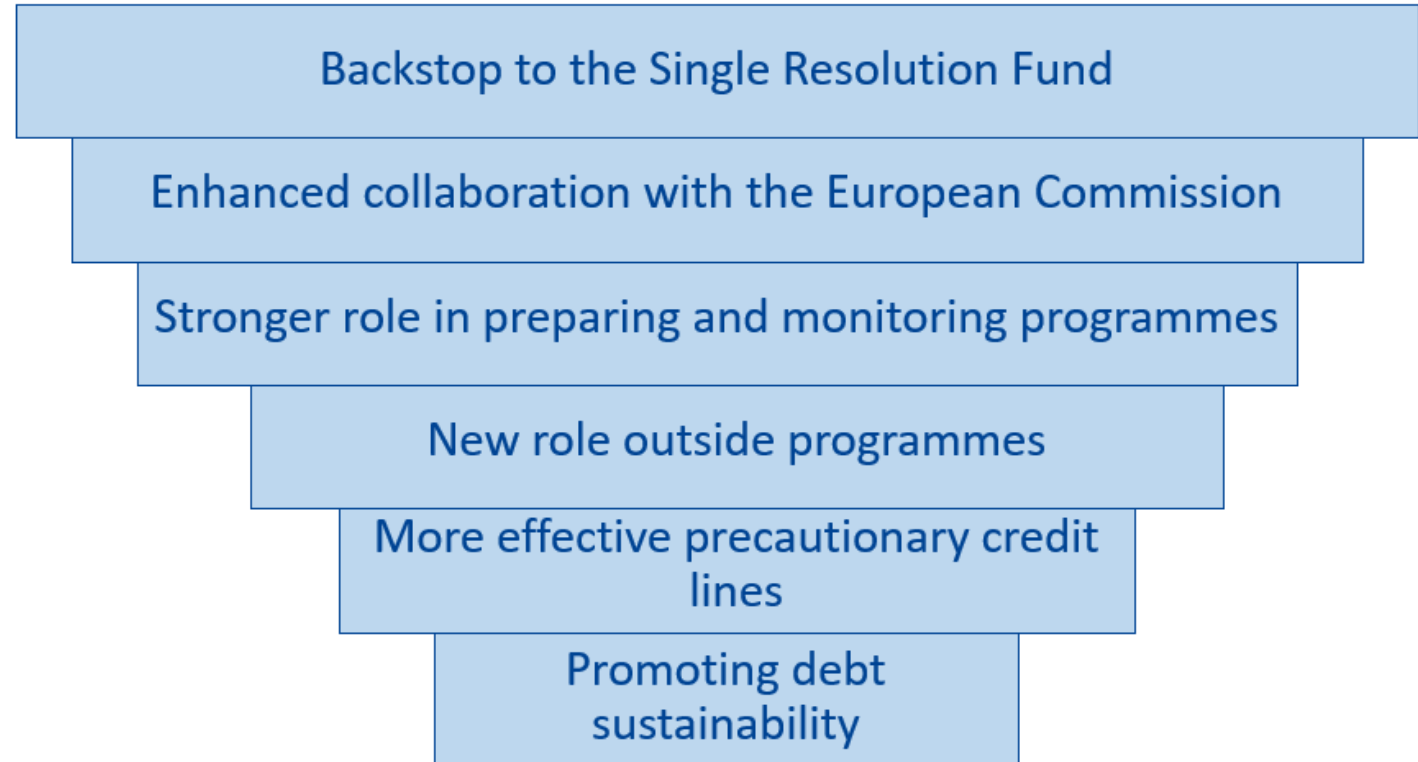 Backstop to the Single Resolution Fund
Enhanced collaboration with the European Commission
Stronger role in preparing and monitoring programmes
New role outside programmes
More effective precautionary credit
lines
Promoting debt
sustainability